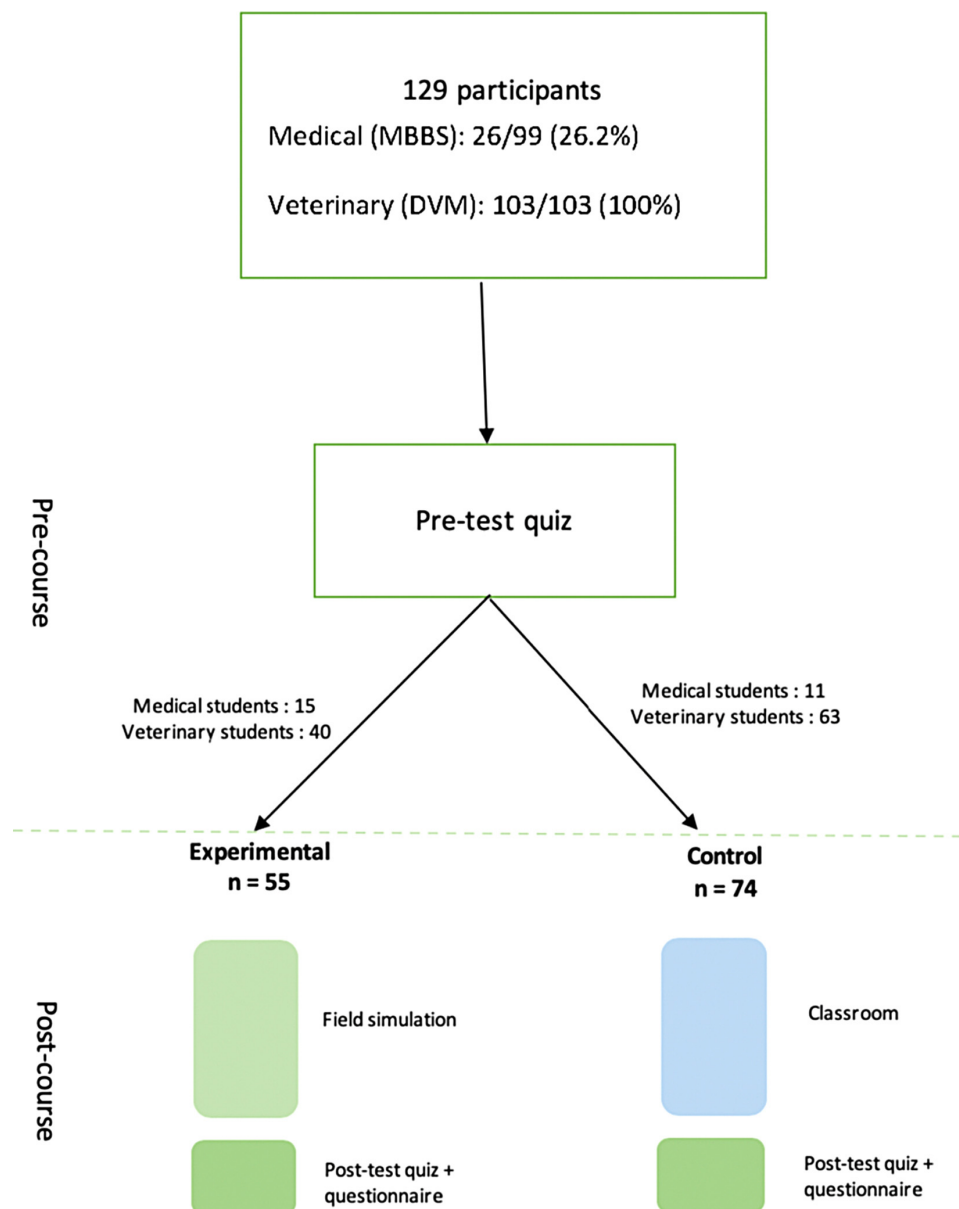 129 participants
Medical (MBBS): 26/99 (26.2%)
Veterinary (DVM): 103/103 (100%)
Pre-course
Pre-test quiz
Medical students : 15
Veterinary students : 40
Medical students : 11
Veterinary students : 63
Experimental
n = 55
Control
n = 74
Post-course
Field simulation
Classroom
Post-test quiz +
questionnaire
Post-test quiz +
questionnaire